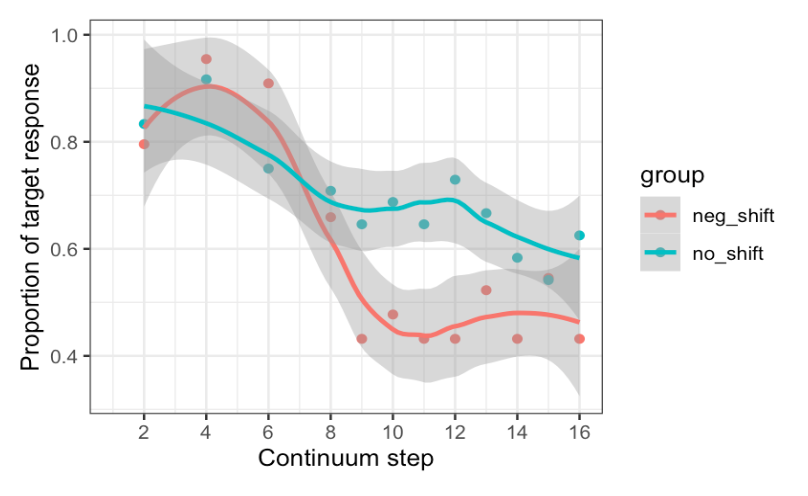 Proportion of target response
1.0
0.8
0.6
0.4
2 4 6 8 10 12 14 16
Continuum step
group
neg_shift
no_shift